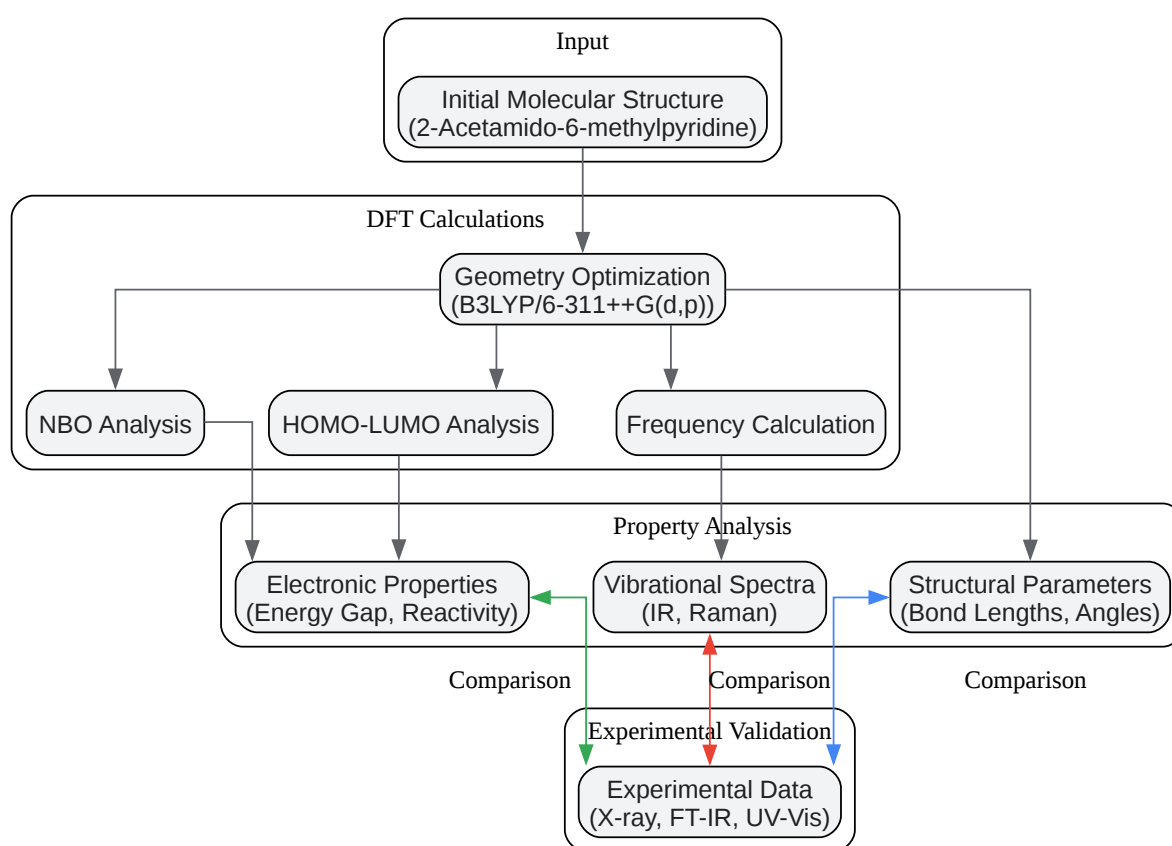 Input
Initial Molecular Structure
(2-Acetamido-6-methylpyridine)
DFT Calculations
Geometry Optimization
(B3LYP/6-311++G(d,p))
NBO Analysis
HOMO-LUMO Analysis
Frequency Calculation
Property Analysis
Electronic Properties
(Energy Gap, Reactivity)
Vibrational Spectra
(IR, Raman)
Structural Parameters
(Bond Lengths, Angles)
Comparison
Comparison
Comparison
Experimental Validation
Experimental Data
(X-ray, FT-IR, UV-Vis)